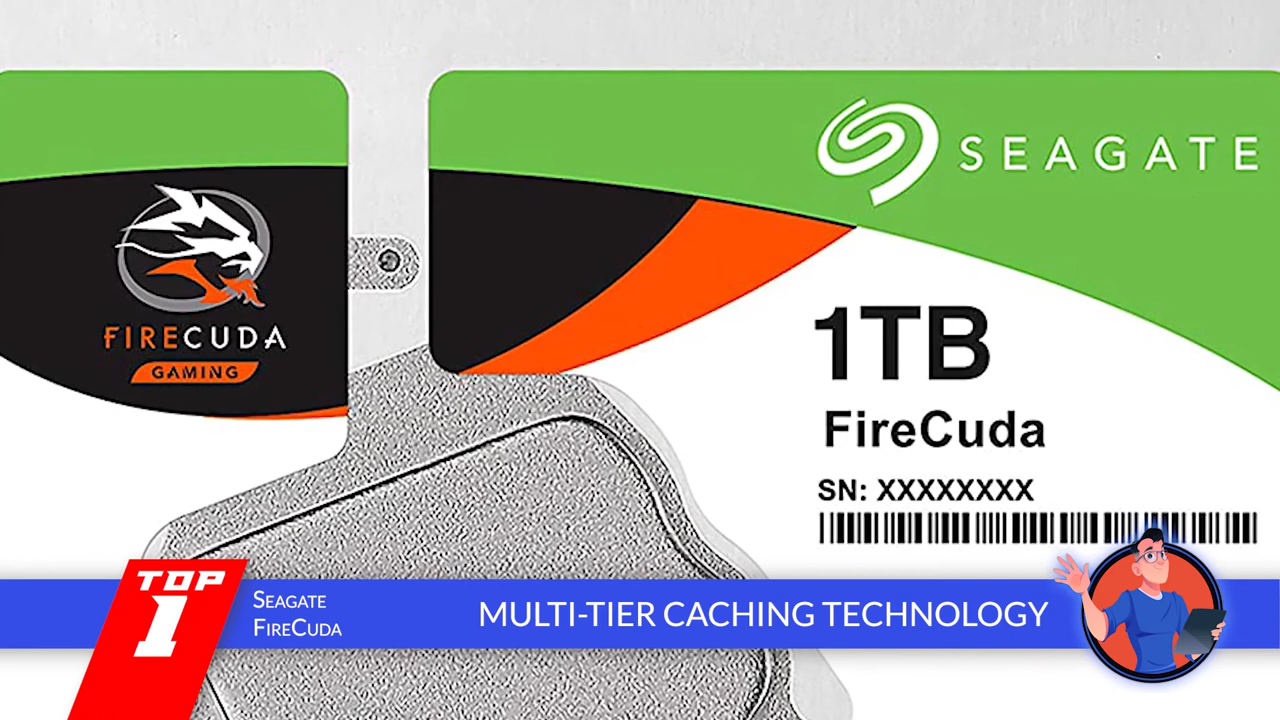 SEAGATE
FIRECUDA
GAMING
1TB
FireCuda
SN: XXXXXXXX
TOP
1
SEAGATE
FIRECUDA
MULTI-TIER CACHING TECHNOLOGY